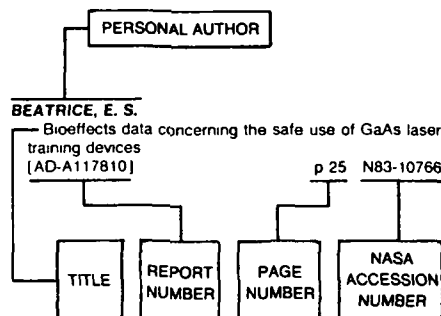 PERSONAL AUTHOR
BEATRICE, E. S.
Bioeffects data concerning the safe use of GaAs laser
training devices
[AD-A117810] p 25 N83-10766
TITLE
REPORT
NUMBER
PAGE
NUMBER
NASA
ACCESSION
NUMBER